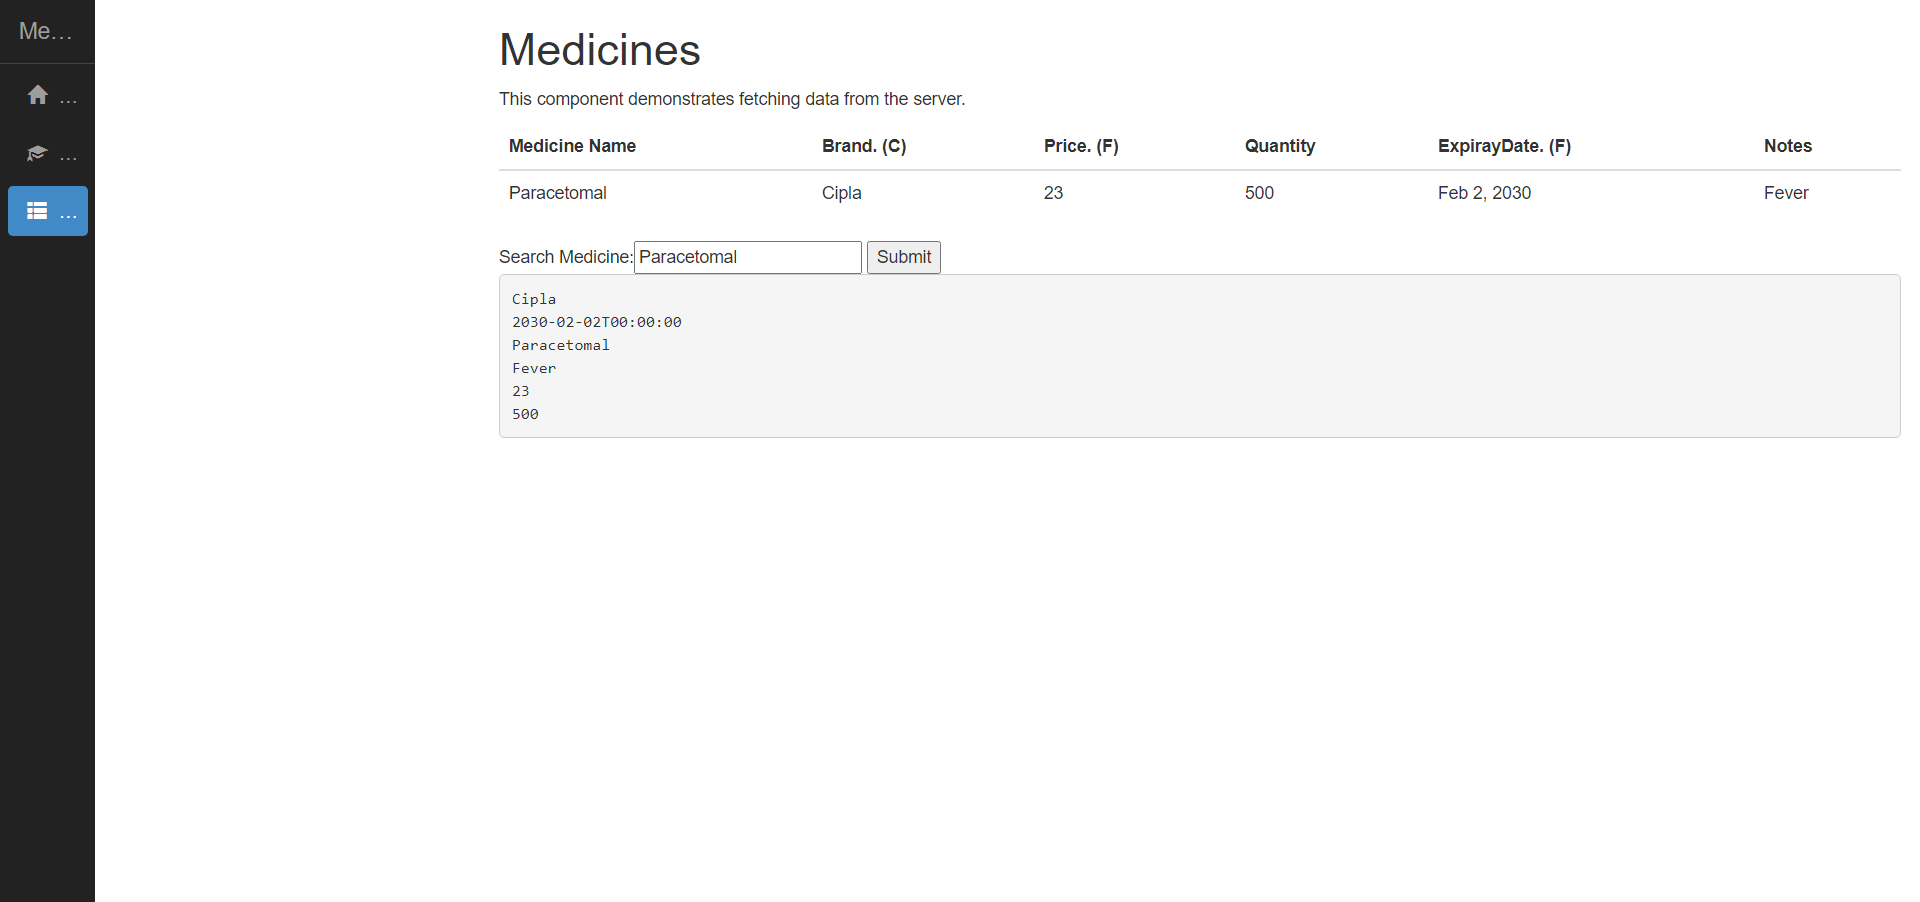 Me...
...
...
...
Medicines
This component demonstrates fetching data from the server.
Medicine Name Brand. (C) Price. (F) Quantity ExpirayDate. (F) Notes
Paracetomal Cipla 23 500 Feb 2, 2030 Fever
Search Medicine: Paracetomal Submit
Cipla
2030-02-02T00:00:00
Paracetomal
Fever
23
500